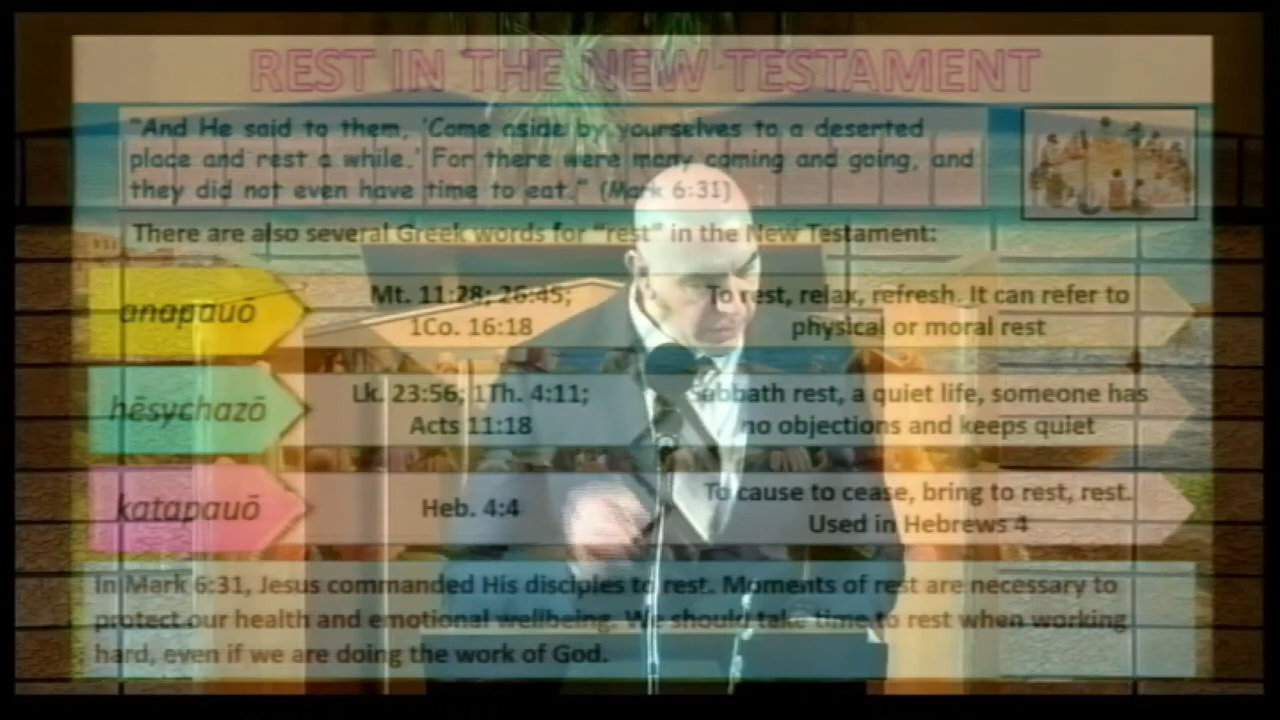 REST IN THE NEW TESTAMENT
"And He said to them, 'Come aside by yourselves to a deserted
place and rest a while.' For there were many coming and going, and
they did not even have time to eat." (Mark 6:31)
There are also several Greek words for "rest" in the New Testament:
anapauō
Mt. 11:28; 26:45;
1Co. 16:18
To rest, relax, refresh. It can refer to
physical or moral rest
hēsychazō
Lk. 23:56; 1Th. 4:11;
Acts 11:18
Sabbath rest, a quiet life, someone has
no objections and keeps quiet
katapauō
Heb. 4:4
To cause to cease, bring to rest, rest.
Used in Hebrews 4
In Mark 6:31, Jesus commanded His disciples to rest. Moments of rest are necessary to
protect our health and emotional wellbeing. We should take time to rest when working
hard, even if we are doing the work of God.